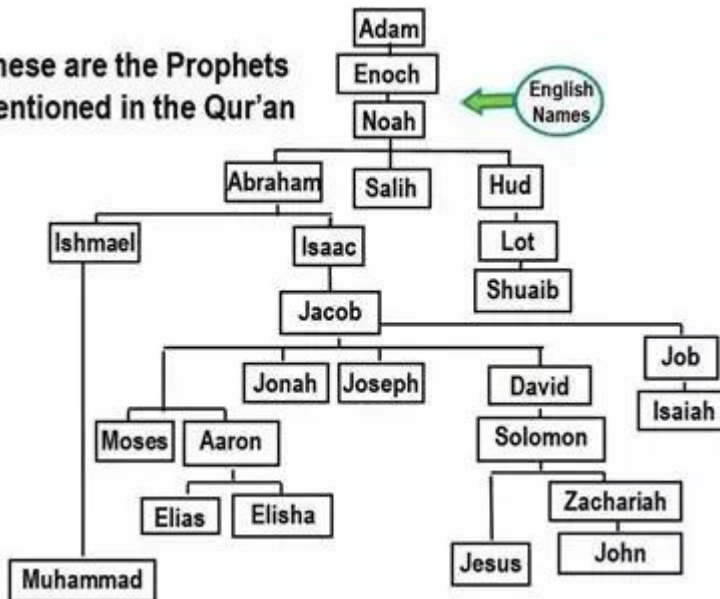 Adam
hese are the Prophets
Enoch
entioned in the Qur'an
English
Names
Noah
Abraham
Salih
Hud
Ishmael
Isaac
Lot
Shuaib
Jacob
Job
Jonah
Joseph
David
Isaiah
Moses
Aaron
Solomon
Elias
Elisha
Zachariah
Jesus
John
Muhammad